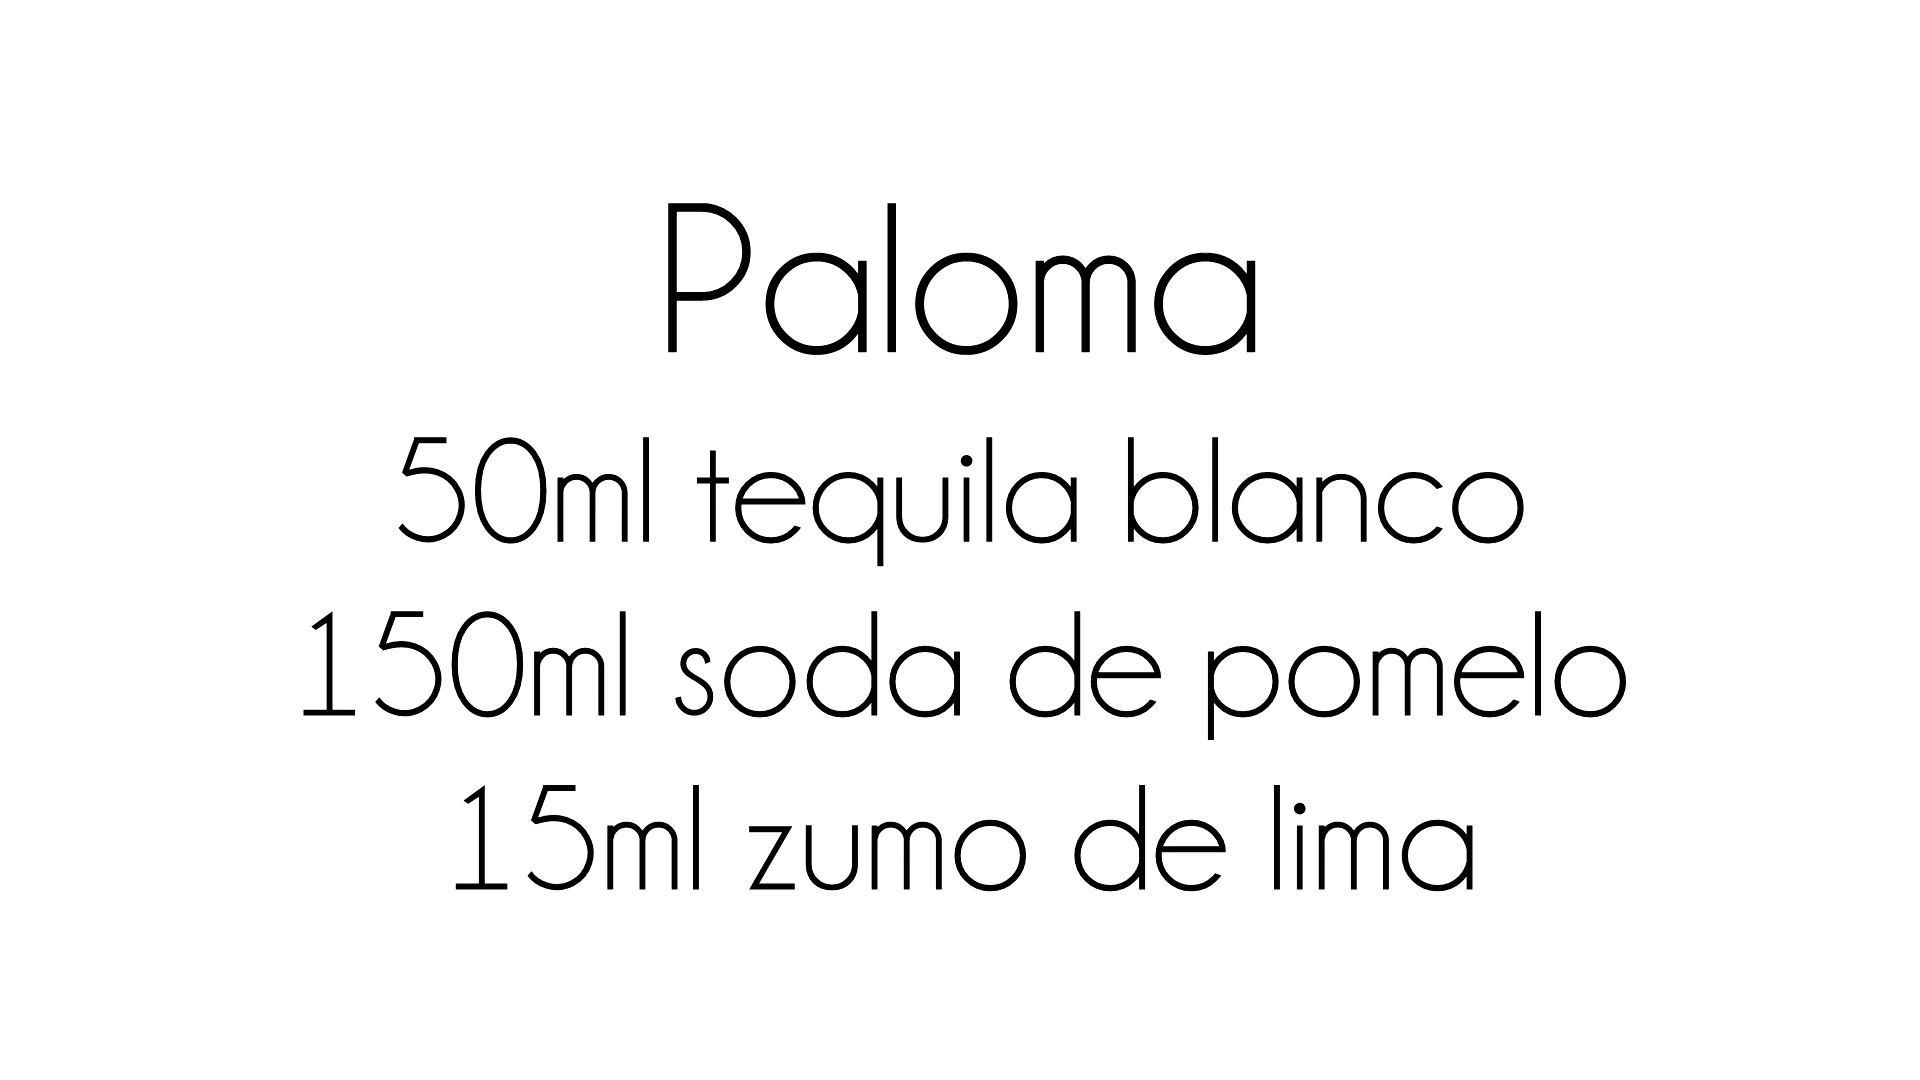 Paloma
50ml tequila blanco
150ml soda de pomelo
15ml zumo de lima